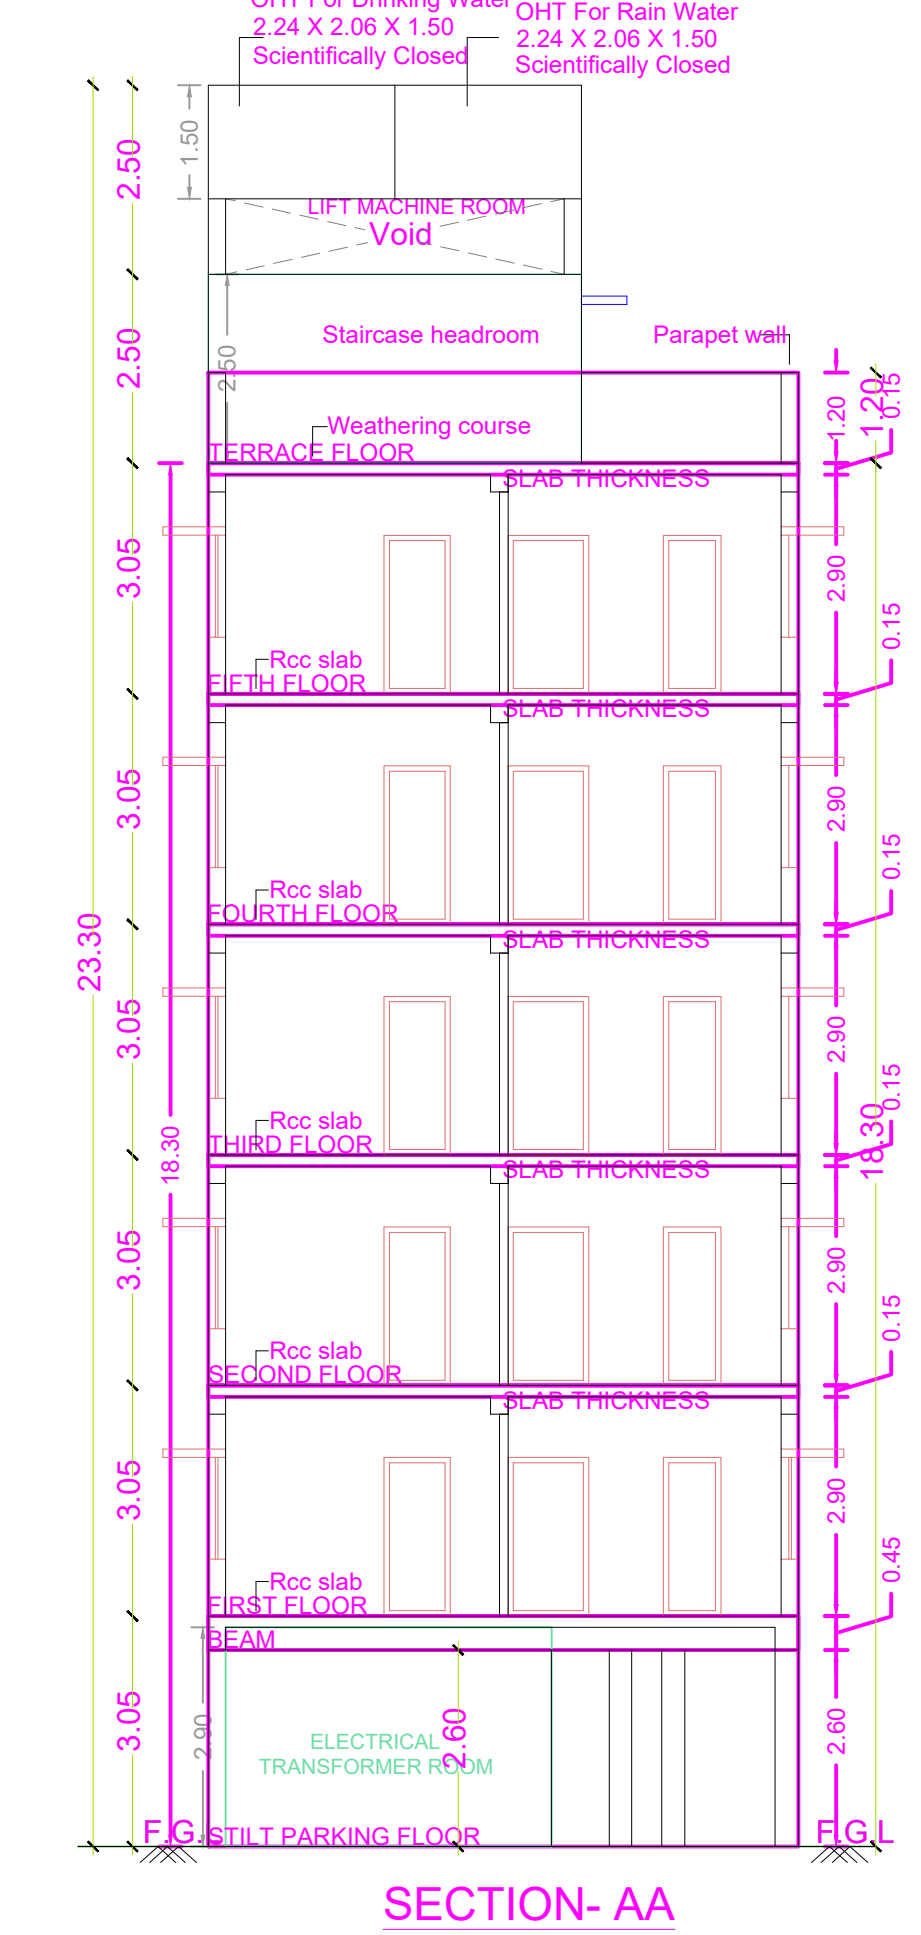 OHT For Drinking Water
2.24 X 2.06 X 1.50
Scientifically Closed
OHT For Rain Water
2.24 X 2.06 X 1.50
Scientifically Closed
2.50
1.50
LIFT MACHINE ROOM
Void
2.50
2.50
Staircase headroom
Parapet wall
1.20
1.20
0.15
Weathering course
TERRACE FLOOR
SLAB THICKNESS
3.05
2.90
0.15
Rcc slab
FIFTH FLOOR
SLAB THICKNESS
3.05
2.90
0.15
Rcc slab
FOURTH FLOOR
SLAB THICKNESS
23.30
3.05
2.90
0.15
Rcc slab
THIRD FLOOR
18.30
18.30
SLAB THICKNESS
3.05
2.90
0.15
Rcc slab
SECOND FLOOR
SLAB THICKNESS
3.05
2.90
0.45
Rcc slab
FIRST FLOOR
BEAM
3.05
2.90
2.60
2.60
ELECTRICAL
TRANSFORMER ROOM
F.G.L
STILT PARKING FLOOR
F.G.L
SECTION- AA